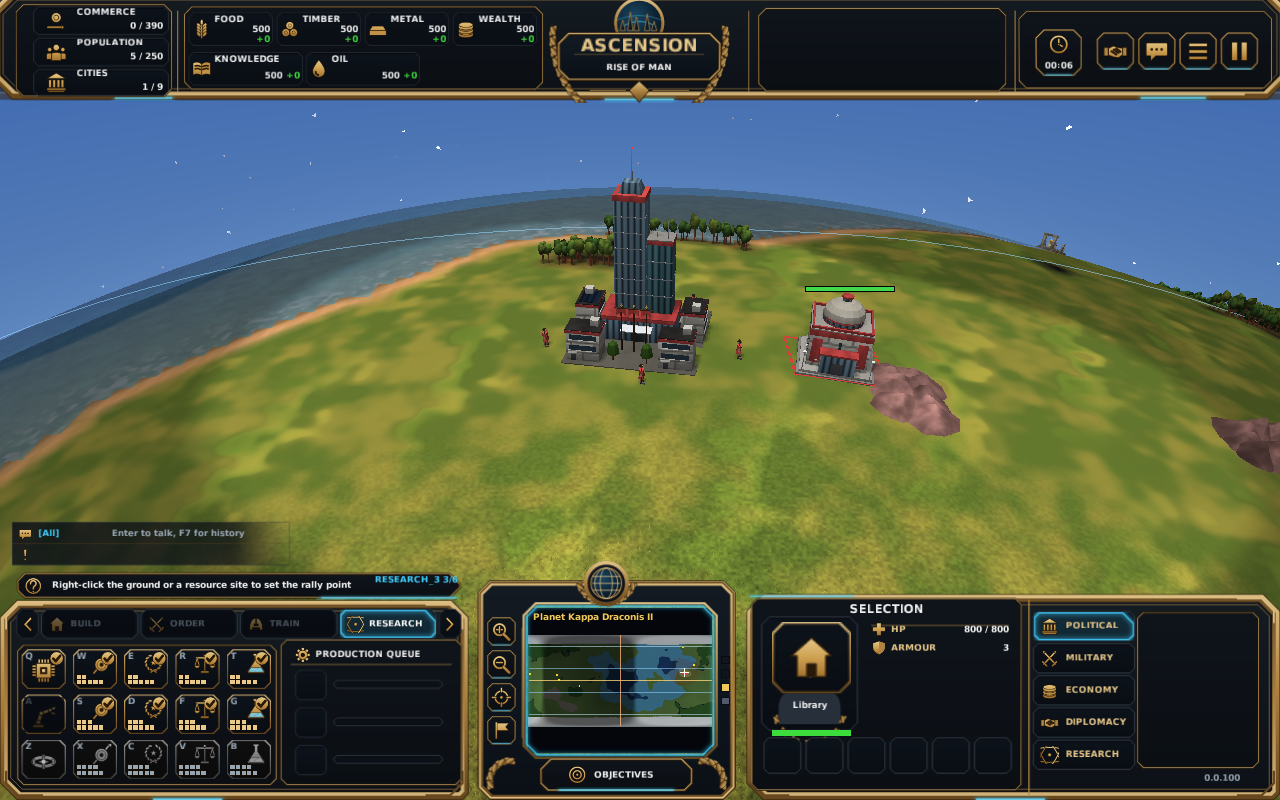 COMMERCE
0 / 390
POPULATION
5 / 250
CITIES
1 / 9
FOOD
500
+0
TIMBER
500
+0
METAL
500
+0
WEALTH
500
+0
KNOWLEDGE
500 +0
OIL
500 +0
ASCENSION
RISE OF MAN
00:06
[All] Enter to talk, F7 for history
!
? Right-click the ground or a resource site to set the rally point
RESEARCH_3 3/6
BUILD
ORDER
TRAIN
RESEARCH
Q W E R T
A S D F G
Z X C V B
PRODUCTION QUEUE
Planet Kappa Draconis II
OBJECTIVES
SELECTION
Library
HP 800 / 800
ARMOUR 3
POLITICAL
MILITARY
ECONOMY
DIPLOMACY
RESEARCH
0.0.100